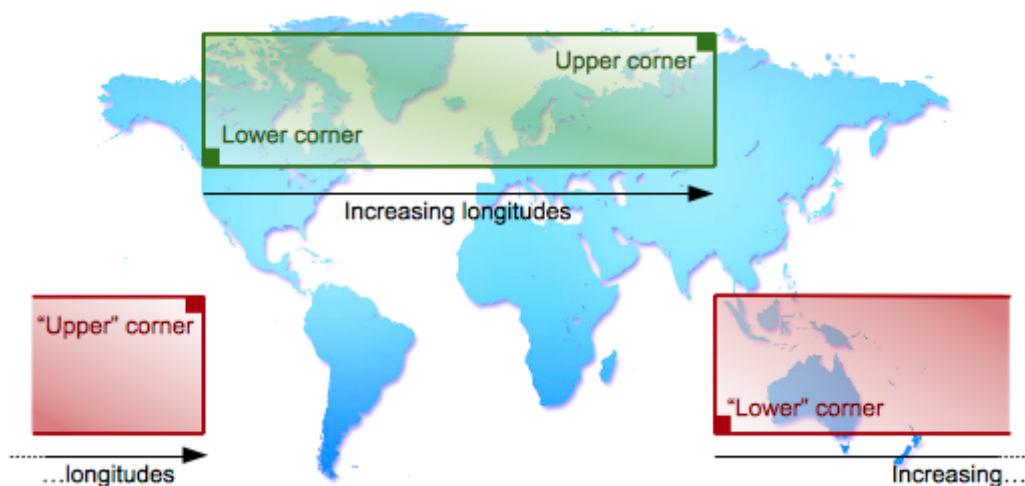 Upper corner
Lower corner
Increasing longitudes
“Upper” corner
“Lower” corner
…longitudes
Increasing…